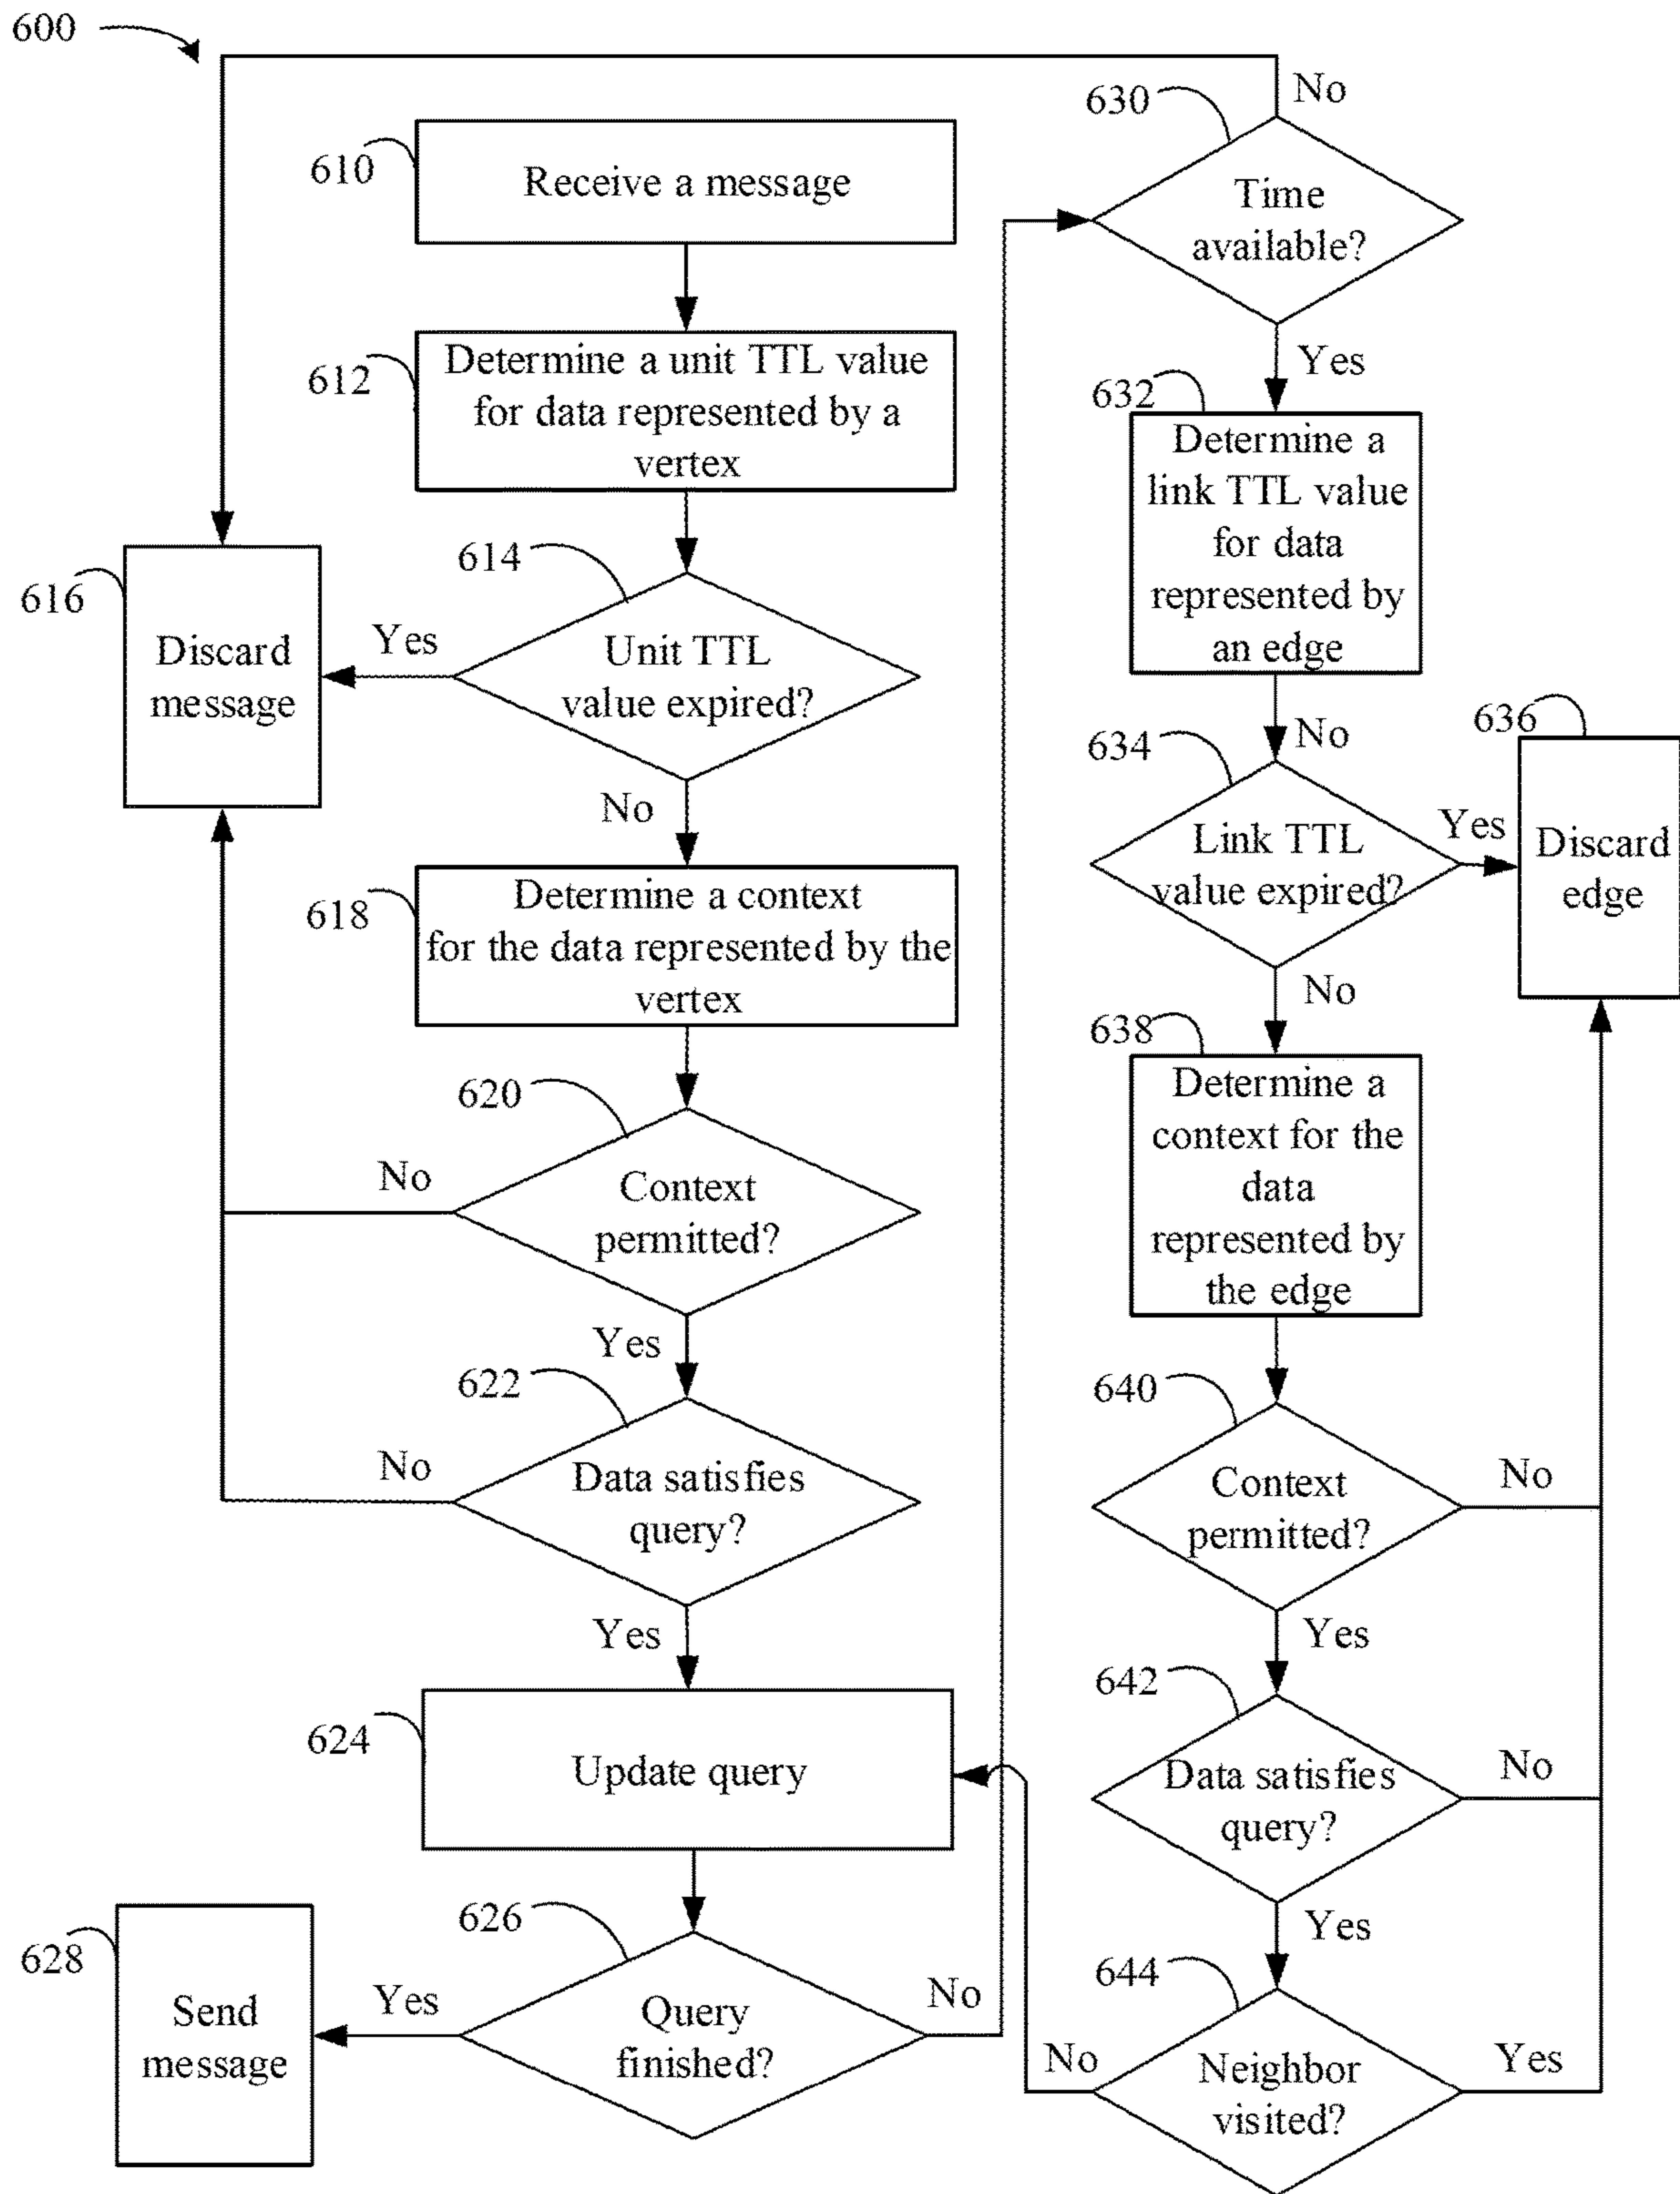 600
610
Receive a message
612
Determine a unit TTL value
for data represented by a
vertex
614
Unit TTL
value expired?
Yes
616
Discard
message
No
618
Determine a context
for the data represented by the
vertex
620
Context
permitted?
No
Yes
622
Data satisfies
query?
No
Yes
624
Update query
626
Query
finished?
Yes
No
628
Send
message
630
Time
available?
No
Yes
632
Determine a
link TTL value
for data
represented by
an edge
No
634
Link TTL
value expired?
Yes
636
Discard
edge
No
638
Determine a
context for the
data
represented by
the edge
640
Context
permitted?
No
Yes
642
Data satisfies
query?
No
Yes
644
Neighbor
visited?
No
Yes